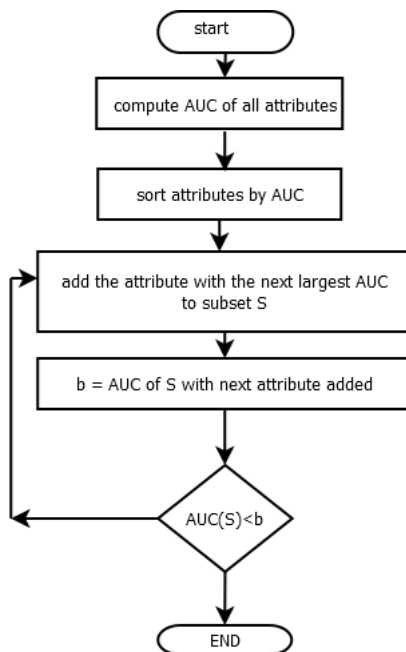 start
compute AUC of all attributes
sort attributes by AUC
add the attribute with the next largest AUC
to subset S
b = AUC of S with next attribute added
AUC(S)<b
END